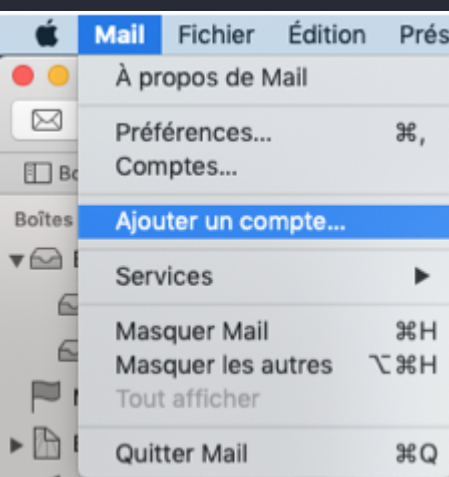 Mail Fichier Édition
À propos de Mail
Préférences... ⌘,
Comptes...
Ajouter un compte...
Boîtes
Services ▶
Masquer Mail ⌘H
Masquer les autres ⌥⌘H
Tout afficher
Quitter Mail ⌘Q